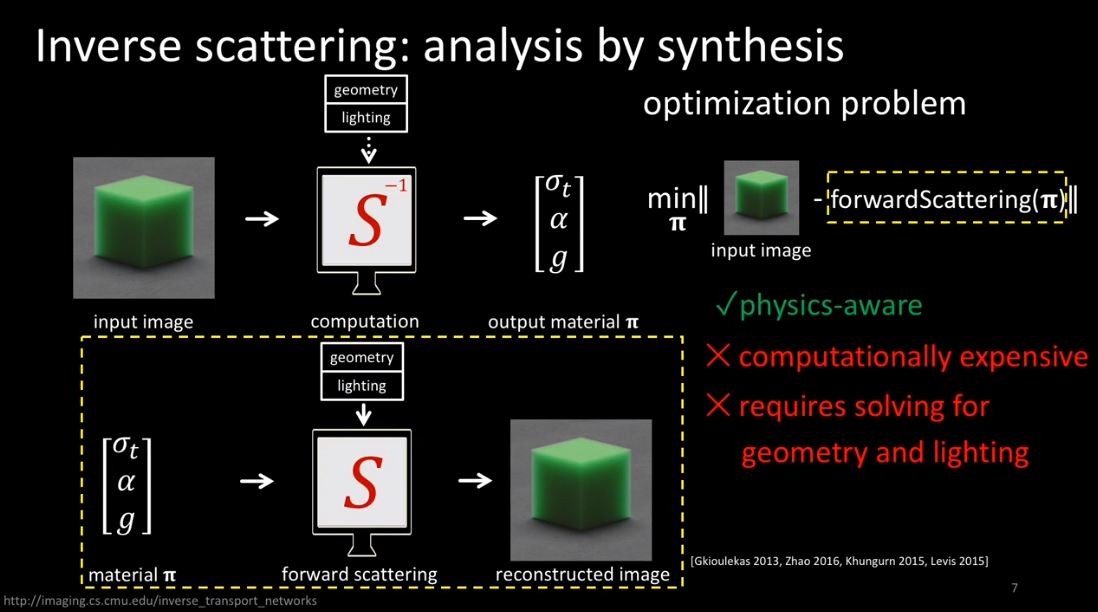 Inverse scattering: analysis by synthesis
geometry
lighting
optimization problem
S⁻¹
σₜ
α
g
min‖
π
- forwardScattering(π)‖
input image
input image
computation
output material π
✓physics-aware
✕ computationally expensive
✕ requires solving for
geometry and lighting
geometry
lighting
σₜ
α
g
S
material π
forward scattering
reconstructed image
[Gkioulekas 2013, Zhao 2016, Khungurn 2015, Levis 2015]
7
http://imaging.cs.cmu.edu/inverse_transport_networks